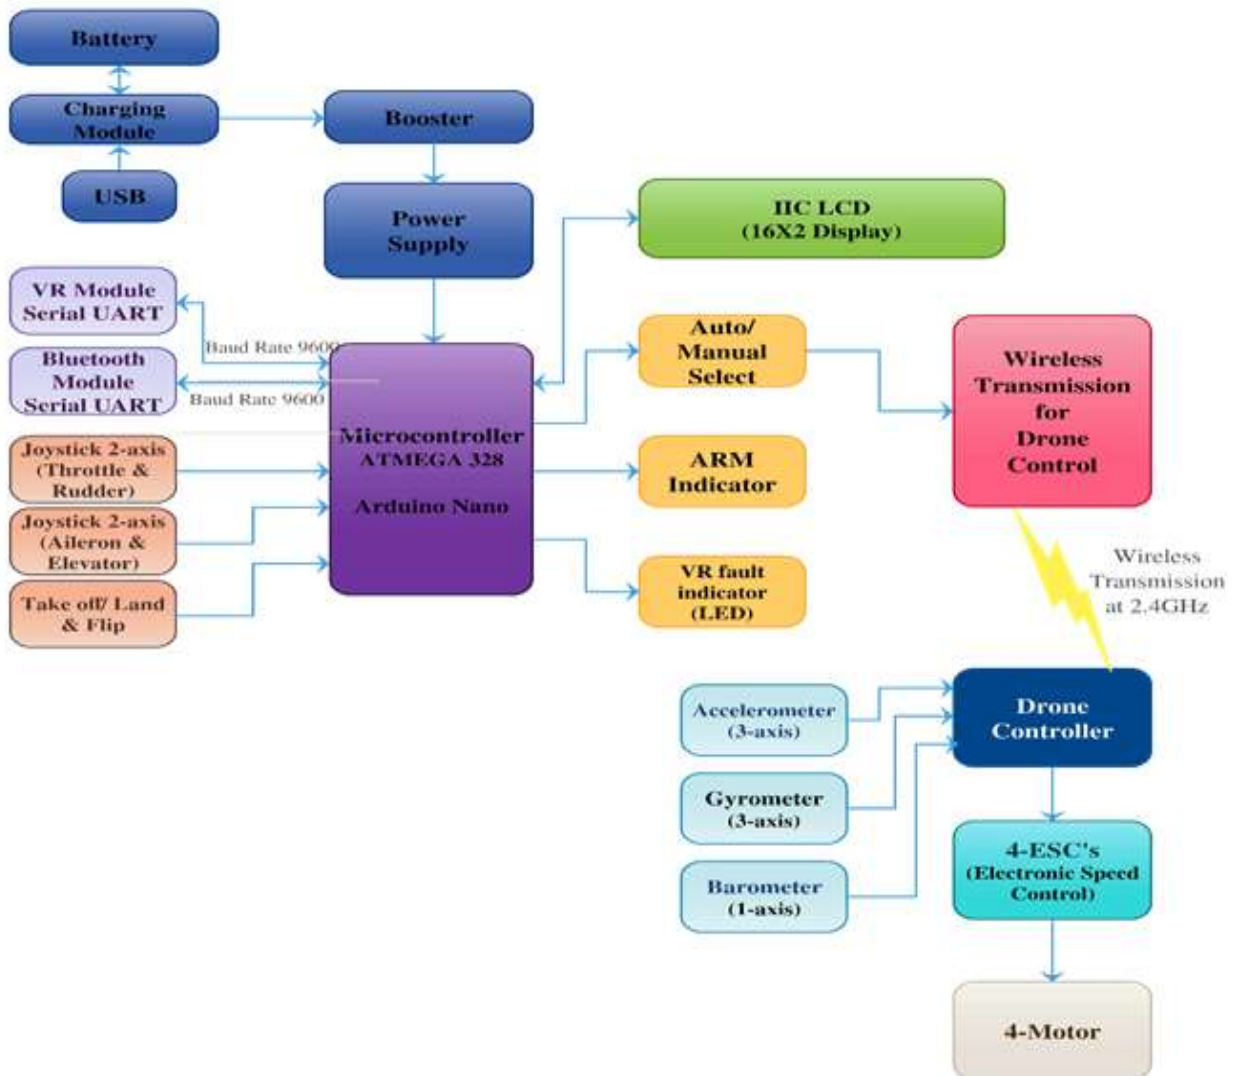 Battery
Charging
Module
Booster
USB
Power
Supply
IIC LCD
(16X2 Display)
VR Module
Serial UART
Baud Rate 9600
Bluetooth
Module
Serial UART
Baud Rate 9600
Auto/
Manual
Select
Wireless
Transmission
for
Drone
Control
Joystick 2-axis
(Throttle &
Rudder)
Microcontroller
ATMEGA 328
Arduino Nano
ARM
Indicator
Joystick 2-axis
(Aileron &
Elevator)
Take off/ Land
& Flip
VR fault
indicator
(LED)
Wireless
Transmission
at 2.4GHz
Accelerometer
(3-axis)
Drone
Controller
Gyrometer
(3-axis)
Barometer
(1-axis)
4-ESC's
(Electronic Speed
Control)
4-Motor